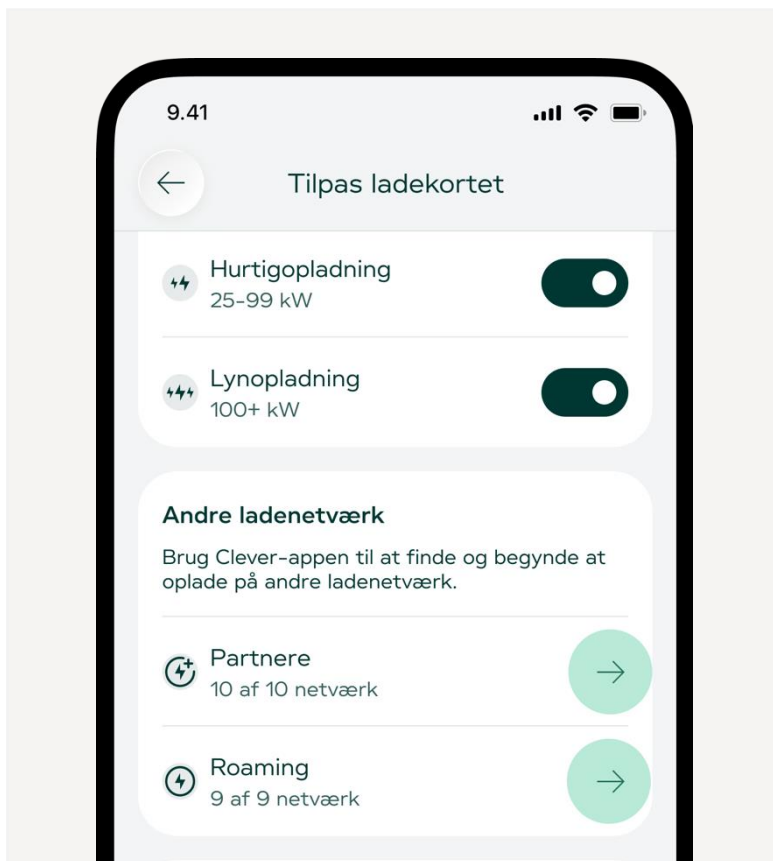 9.41
Tilpas ladekortet
Hurtigopladning
25-99 kW
Lynopladning
100+ kW
Andre ladenetværk
Brug Clever-appen til at finde og begynde at
oplade på andre ladenetværk.
Partnere
10 af 10 netværk
Roaming
9 af 9 netværk